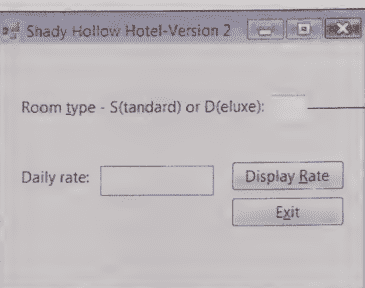 Shady Hollow Hotel-Version 2
Room type - S(tandard) or D(eluxe):
Daily rate:
Display Rate
Exit